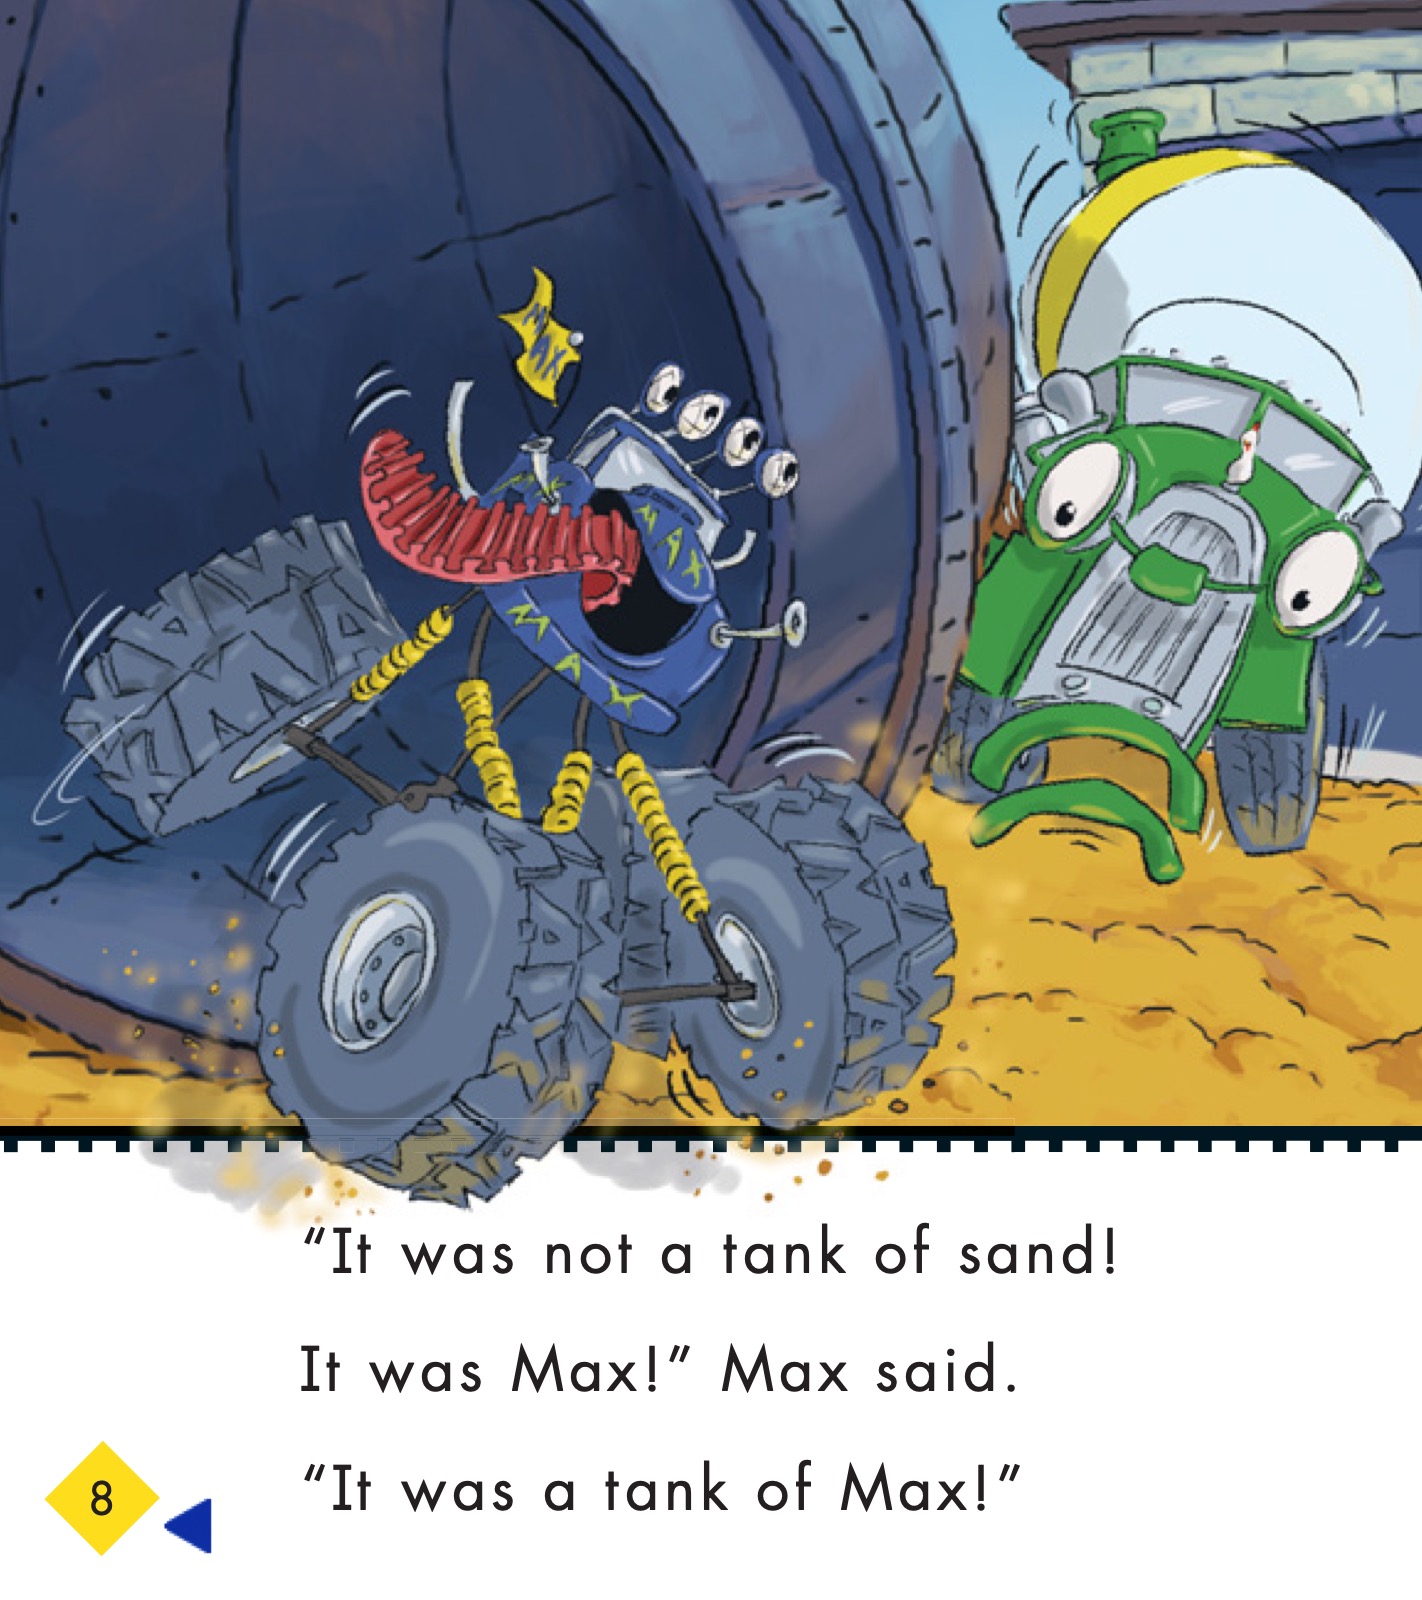 MAX
MAX
MAX
“It was not a tank of sand!
It was Max!” Max said.
“It was a tank of Max!”
8